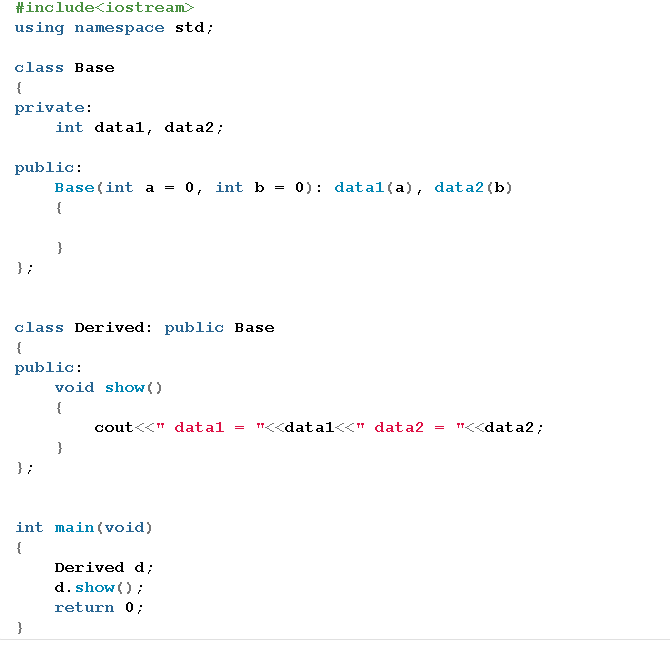 #include<iostream>
using namespace std;
class Base
{
private:
    int data1, data2;
public:
    Base(int a = 0, int b = 0): data1(a), data2(b)
    {
    }
};
class Derived: public Base
{
public:
    void show()
    {
        cout<<" data1 = "<<data1<<" data2 = "<<data2;
    }
};
int main(void)
{
    Derived d;
    d.show();
    return 0;
}